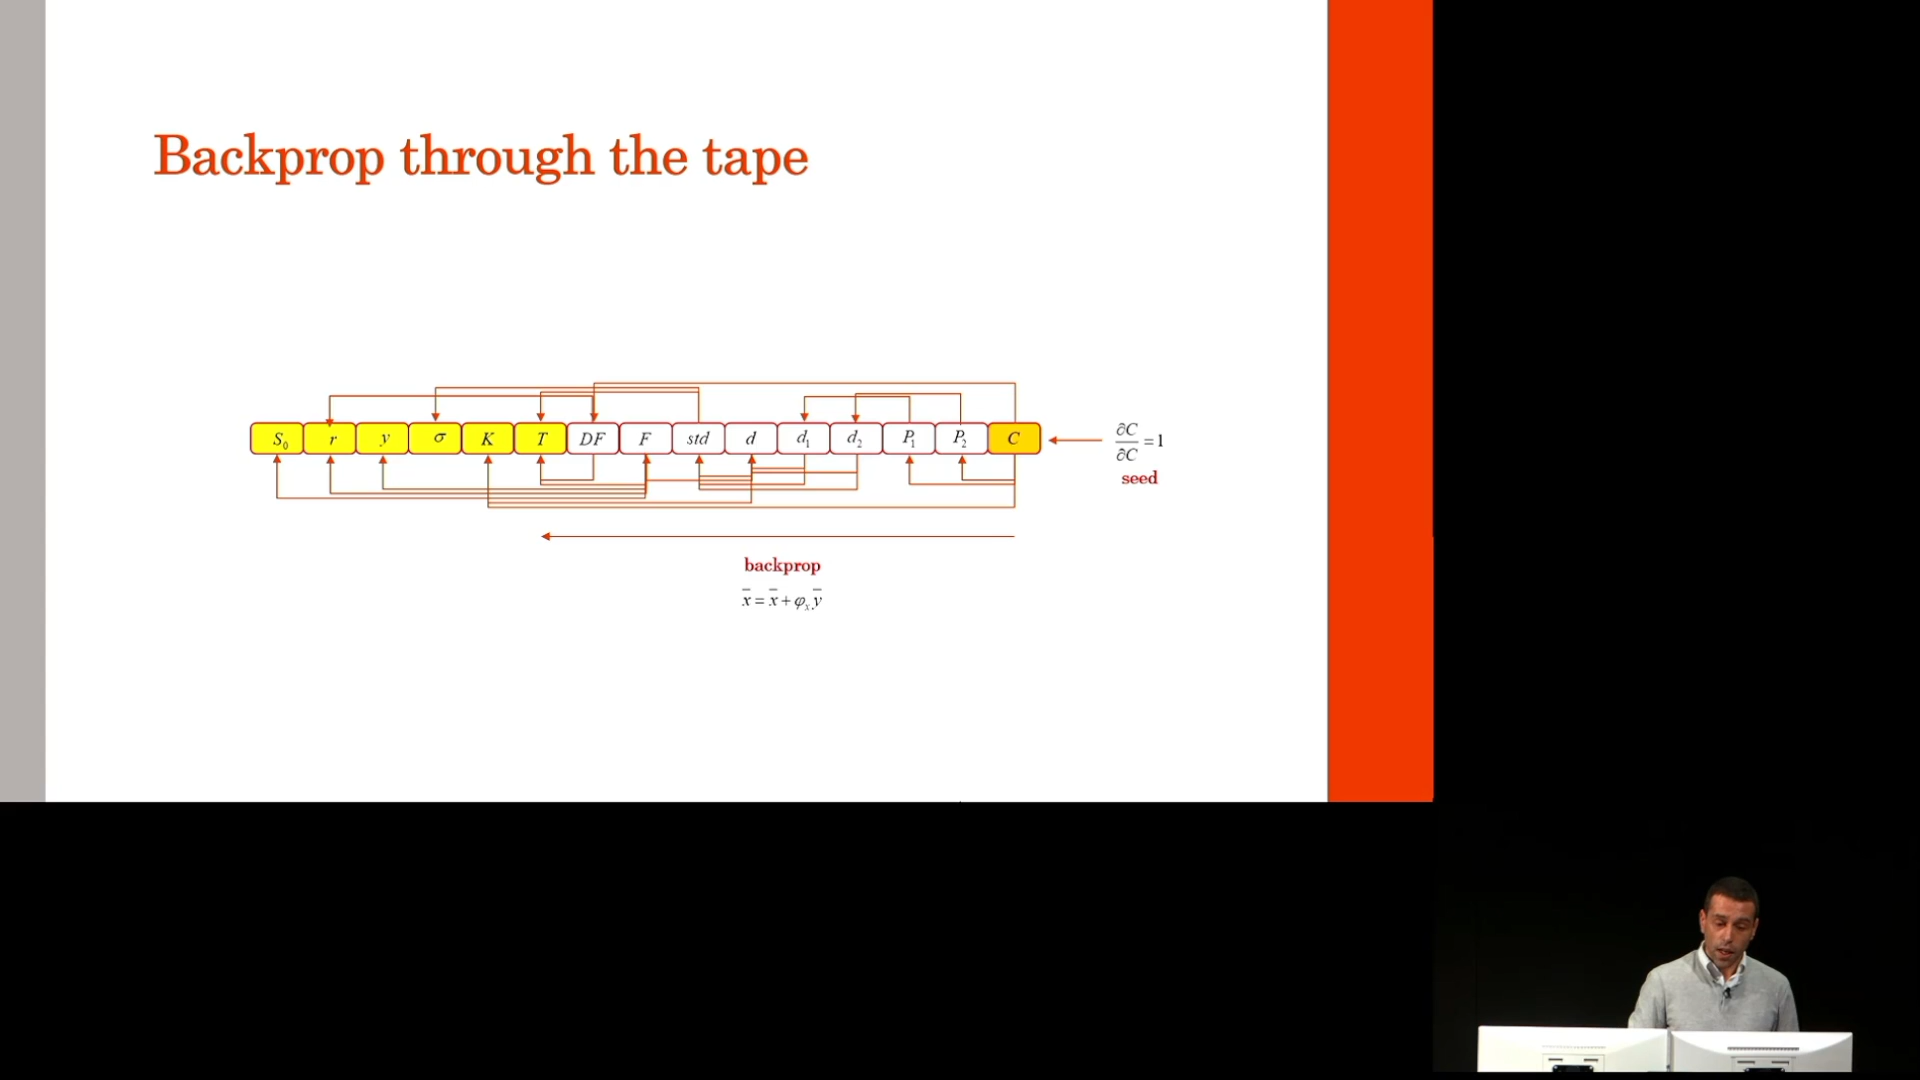 Backprop through the tape
S₀ r y σ K T DF F std d d₁ d₂ P₁ P₂ C
∂C/∂C = 1
seed
backprop
x̄ = x̄ + φₓ ȳ